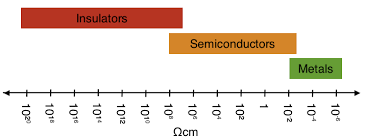 Insulators
Semiconductors
Metals
10²⁰ 10¹⁸ 10¹⁶ 10¹⁴ 10¹² 10¹⁰ 10⁸ 10⁶ 10⁴ 10² 1 10⁻² 10⁻⁴ 10⁻⁶
Ωcm